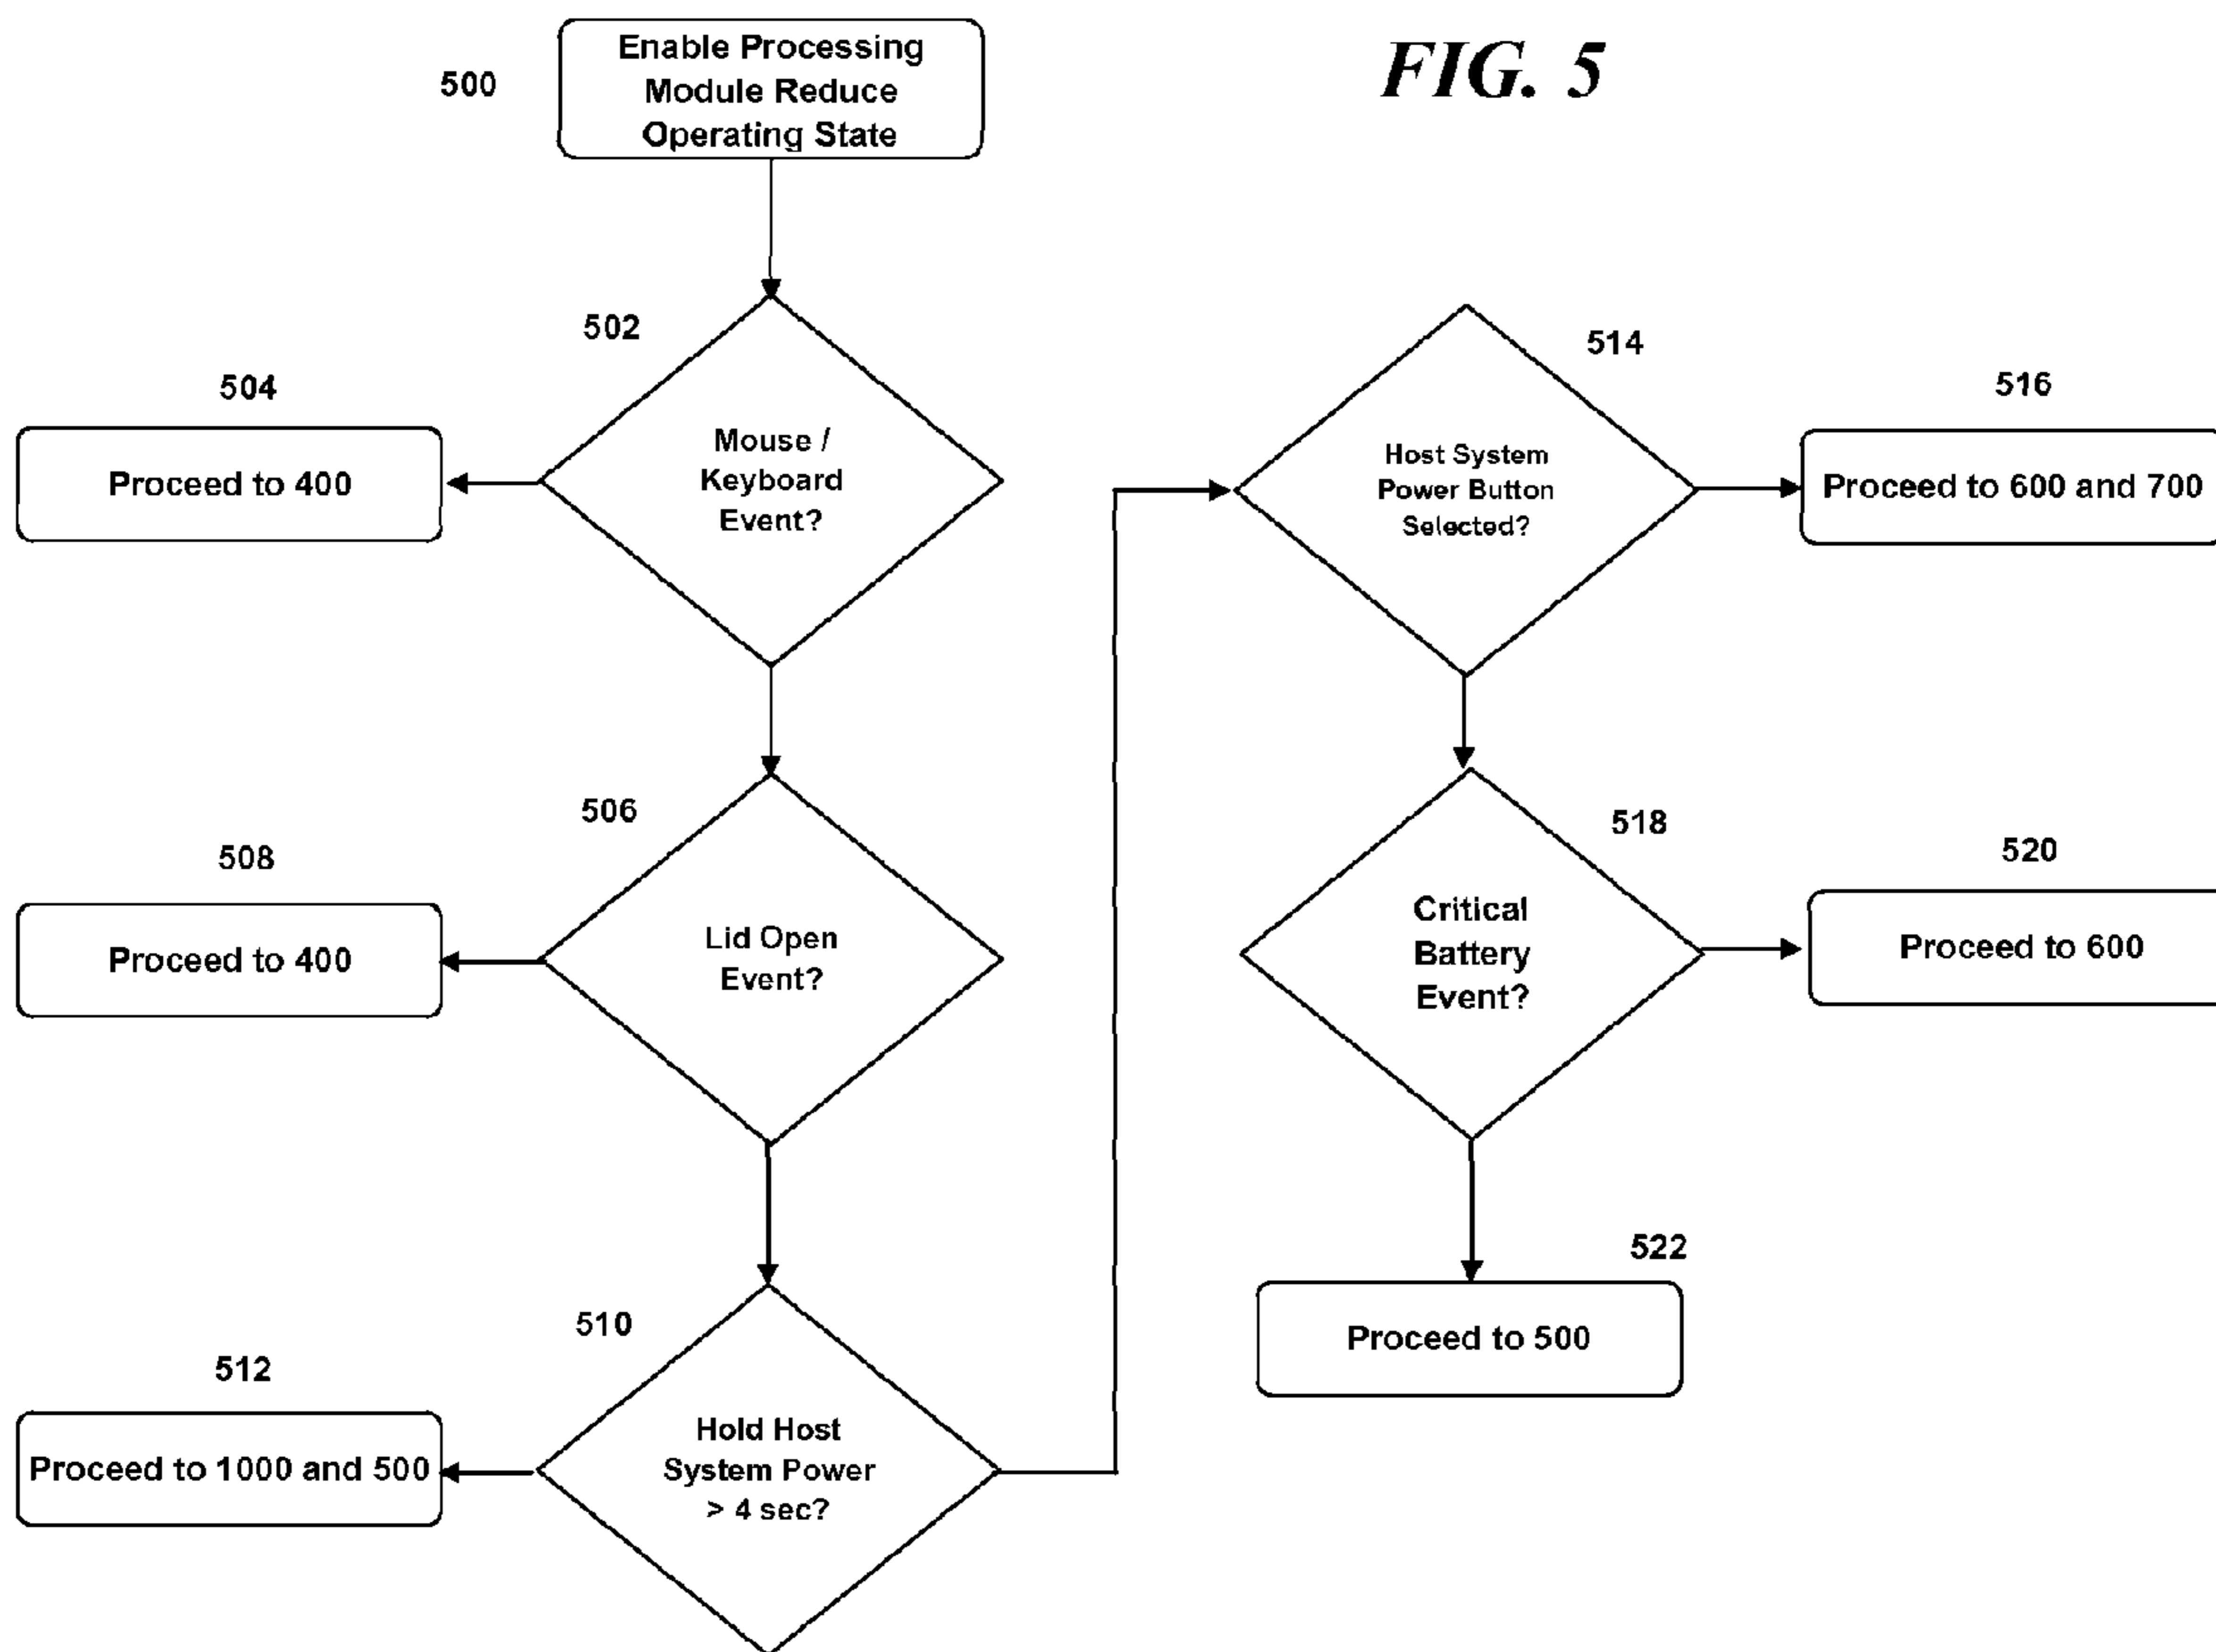 FIG. 5
500
Enable Processing
Module Reduce
Operating State
502
Mouse /
Keyboard
Event?
504
Proceed to 400
506
Lid Open
Event?
508
Proceed to 400
510
Hold Host
System Power
> 4 sec?
512
Proceed to 1000 and 500
514
Host System
Power Button
Selected?
516
Proceed to 600 and 700
518
Critical
Battery
Event?
520
Proceed to 600
522
Proceed to 500